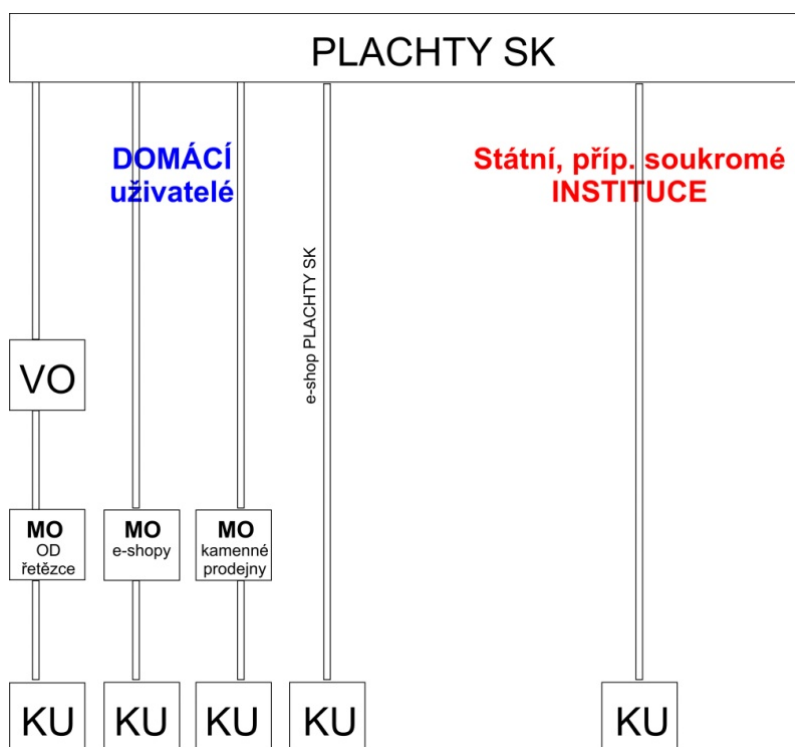 PLACHTY SK
DOMÁCÍ
uživatelé
Státní, příp. soukromé
INSTITUCE
e-shop PLACHTY SK
VO
MO
OD
řetězce
MO
e-shopy
MO
kamenné
prodejny
KU
KU
KU
KU
KU